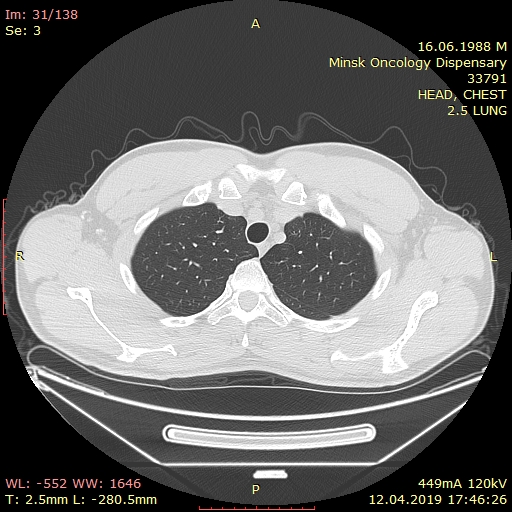 Im: 31/138
Se: 3
A
16.06.1988 M
Minsk Oncology Dispensary
33791
HEAD, CHEST
2.5 LUNG
R
L
WL: -552 WW: 1646
T: 2.5mm L: -280.5mm
P
449mA 120kV
12.04.2019 17:46:26